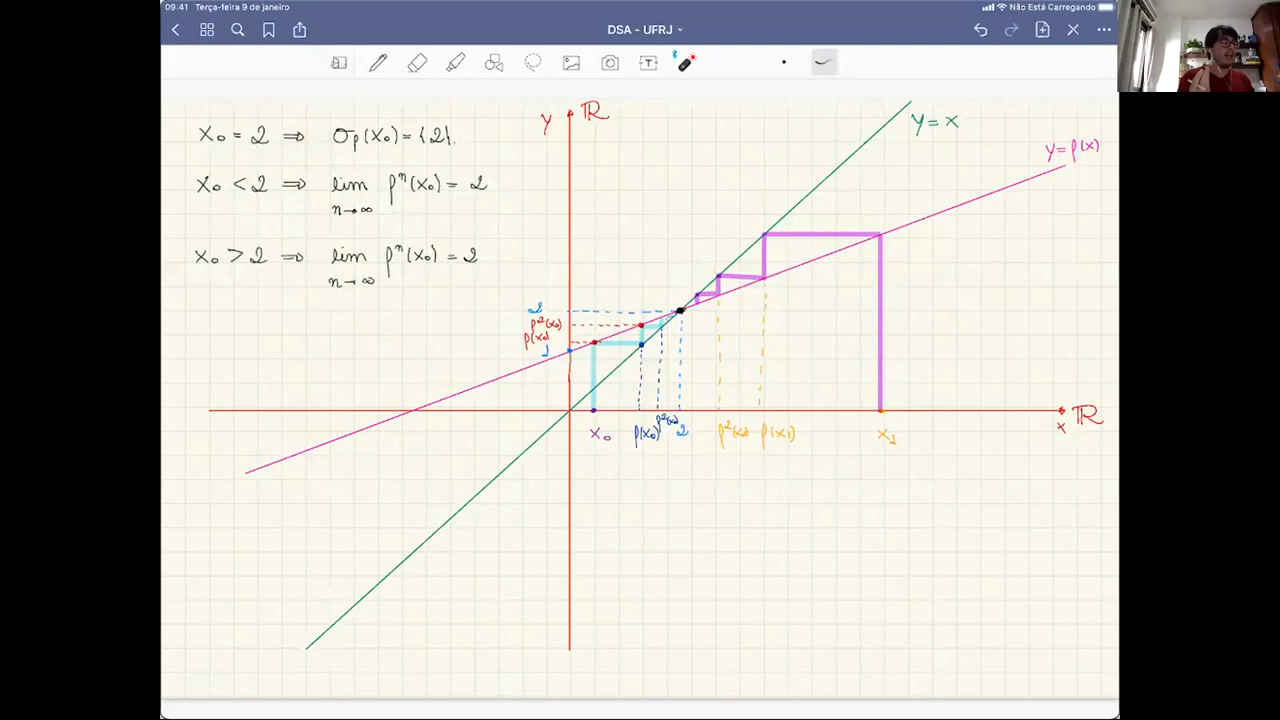 09:41 Terça-feira 9 de janeiro
Não Está Carregando
DSA - UFRJ
T
y ℝ
y = x
y = f(x)
x₀ = 2 ⇒ O_f(x₀) = {2}.
x₀ < 2 ⇒ lim f^n(x₀) = 2
n→∞
x₀ > 2 ⇒ lim f^n(x₀) = 2
n→∞
2
f²(x₀)
f(x₀)
1
x₀ f(x₀) f²(x₀) 2 f²(x₁) f(x₁) x₁
x ℝ